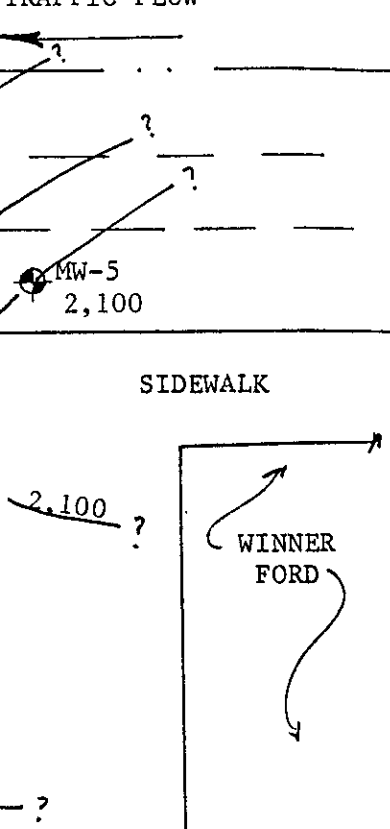 TRAFFIC FLOW
?
?
?
MW-5
2,100
SIDEWALK
2,100 ?
WINNER
FORD
?